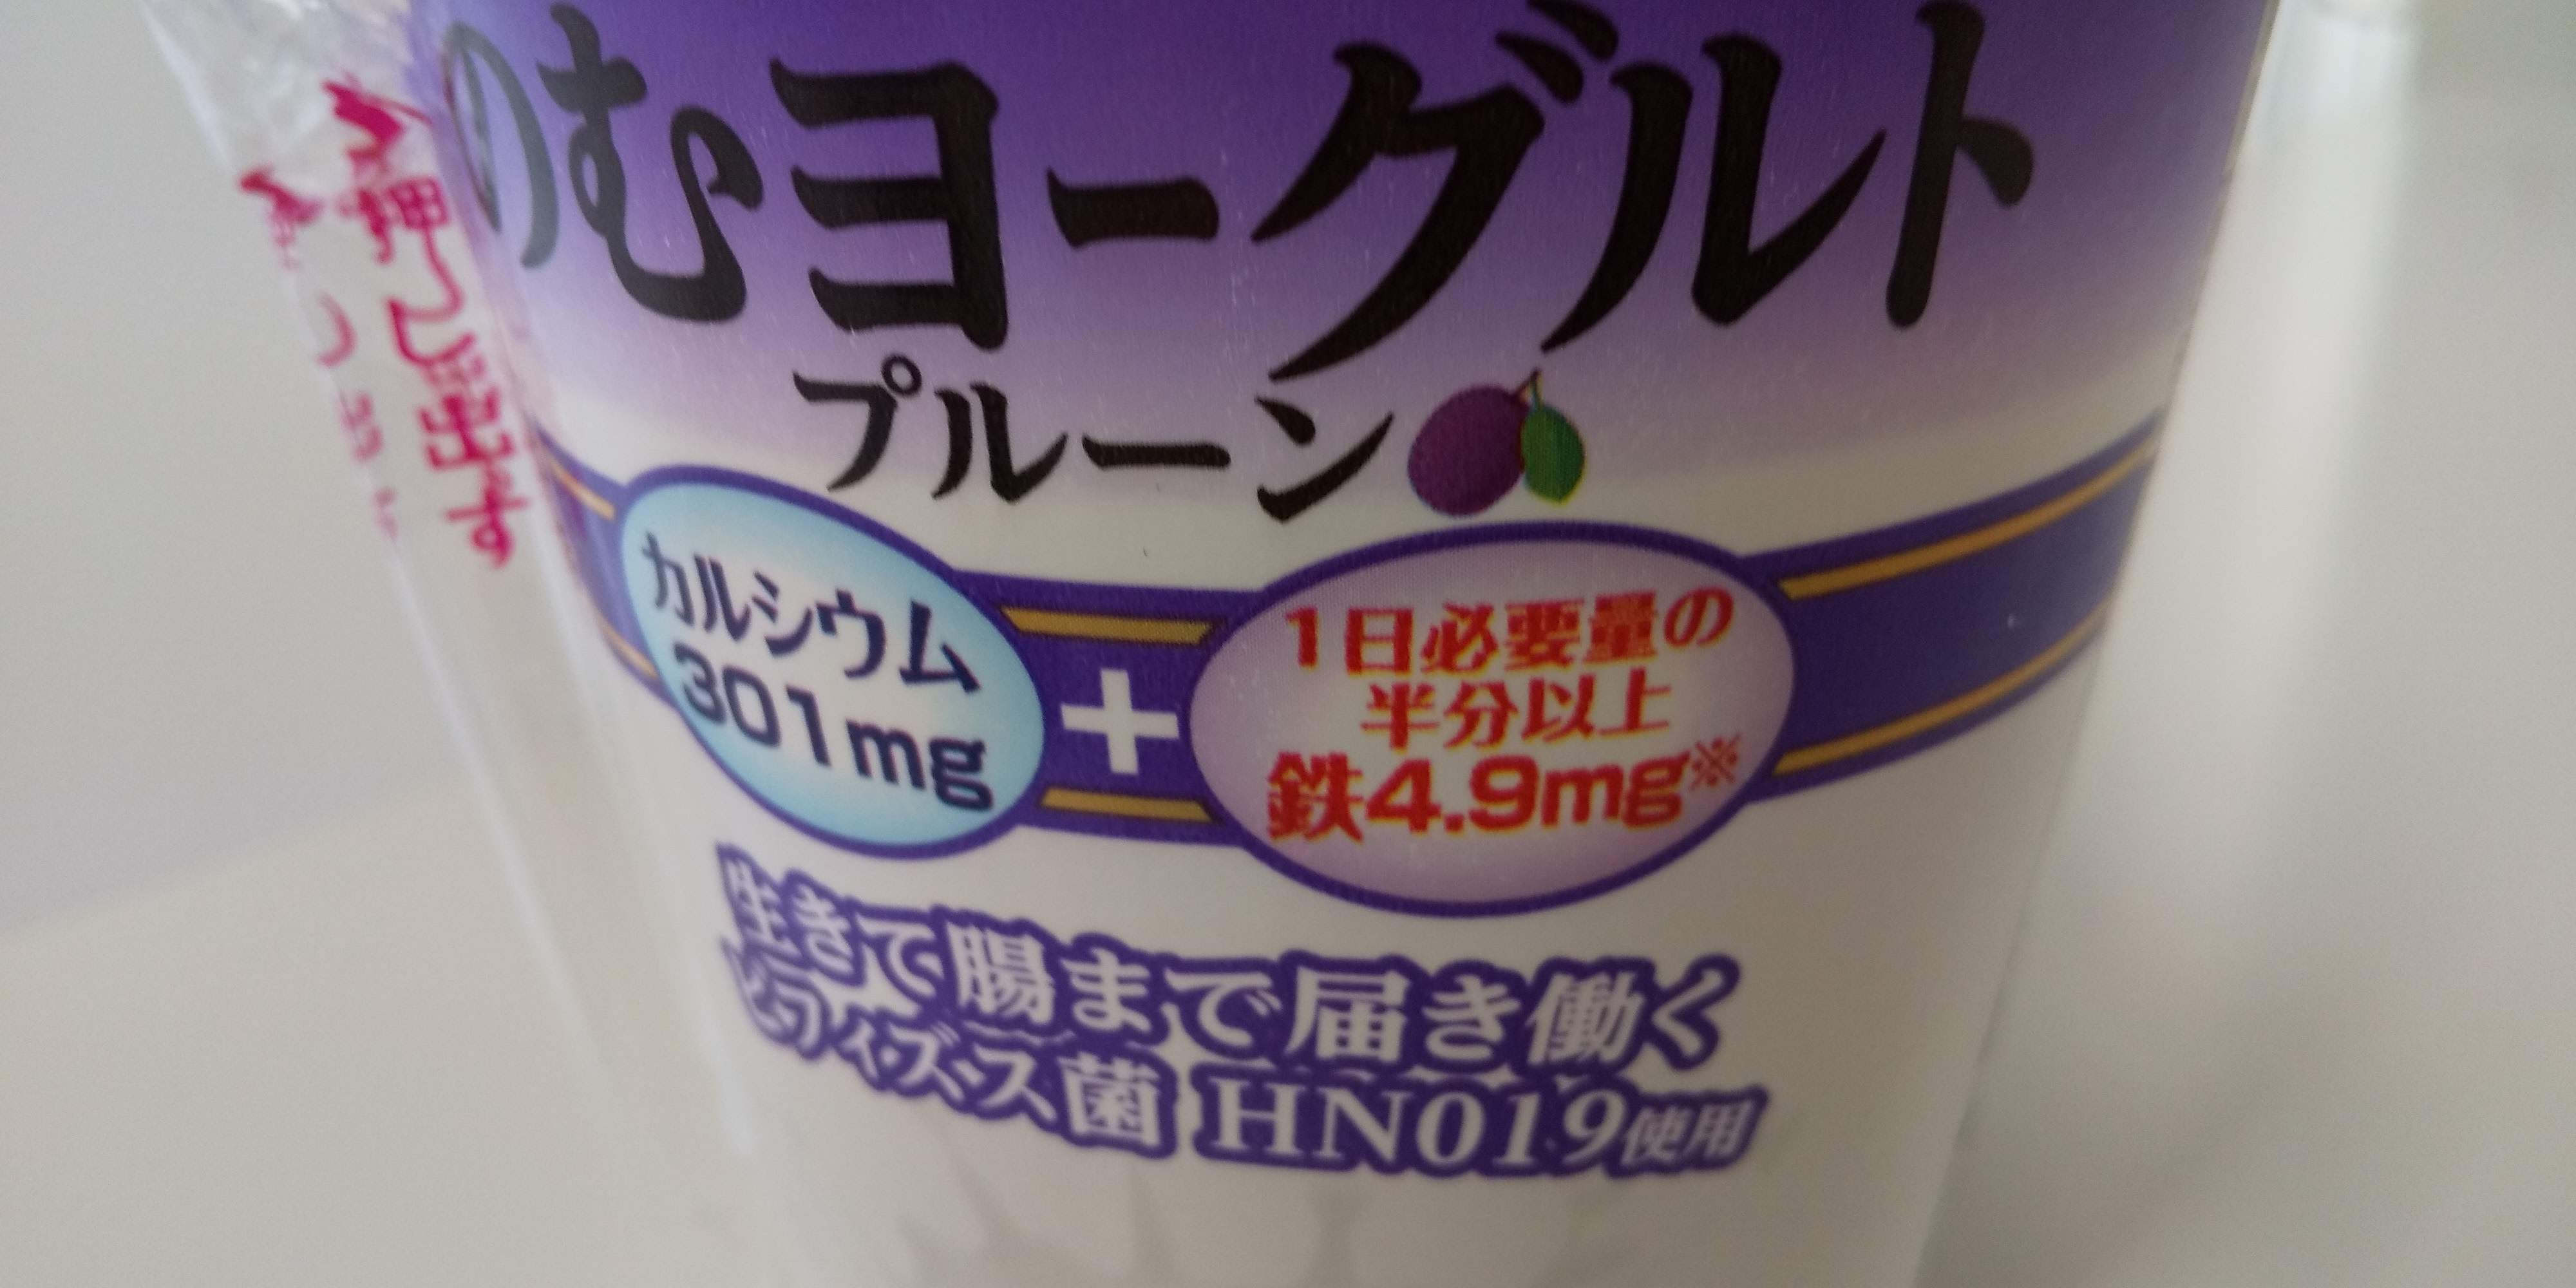 のむヨーグルト
プルーン
カルシウム
301mg
+
1日必要量の
半分以上
鉄4.9mg※
生きて腸まで届き働く
ビフィズス菌 HN019使用
押し出す